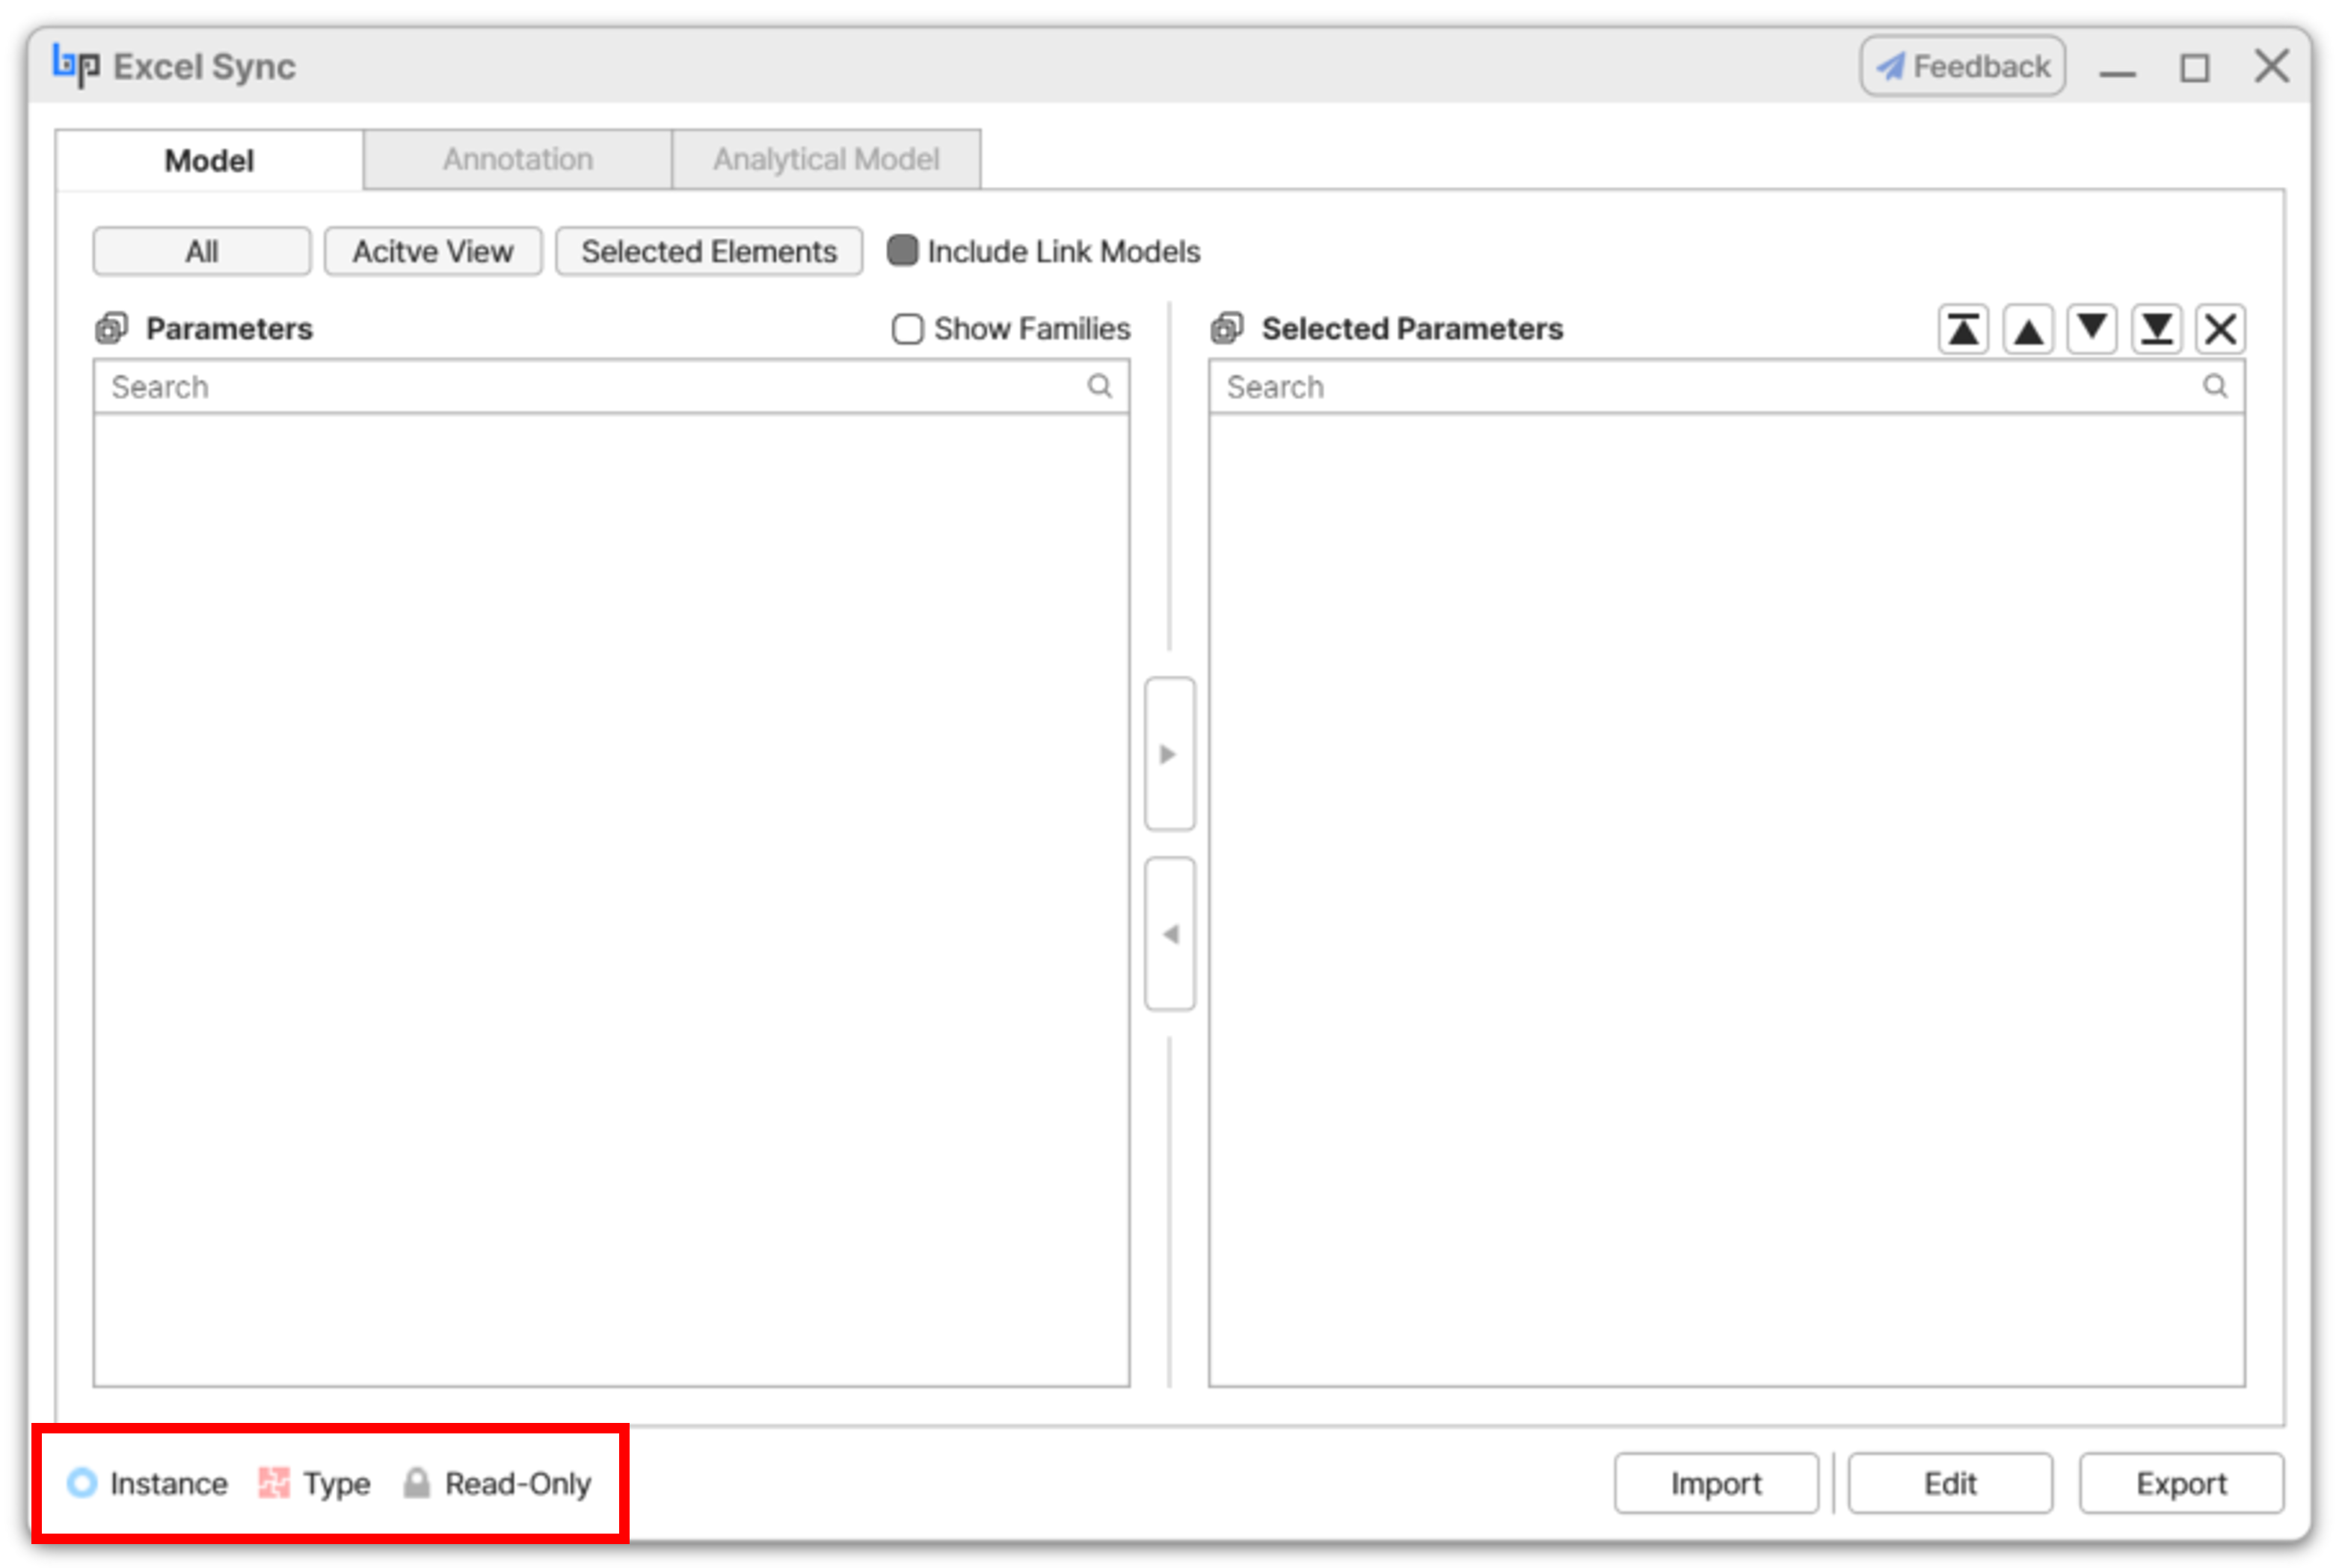 bp Excel Sync Feedback
Model Annotation Analytical Model
All Acitve View Selected Elements Include Link Models
Parameters Show Families Selected Parameters
Search Search
Instance Type Read-Only Import Edit Export